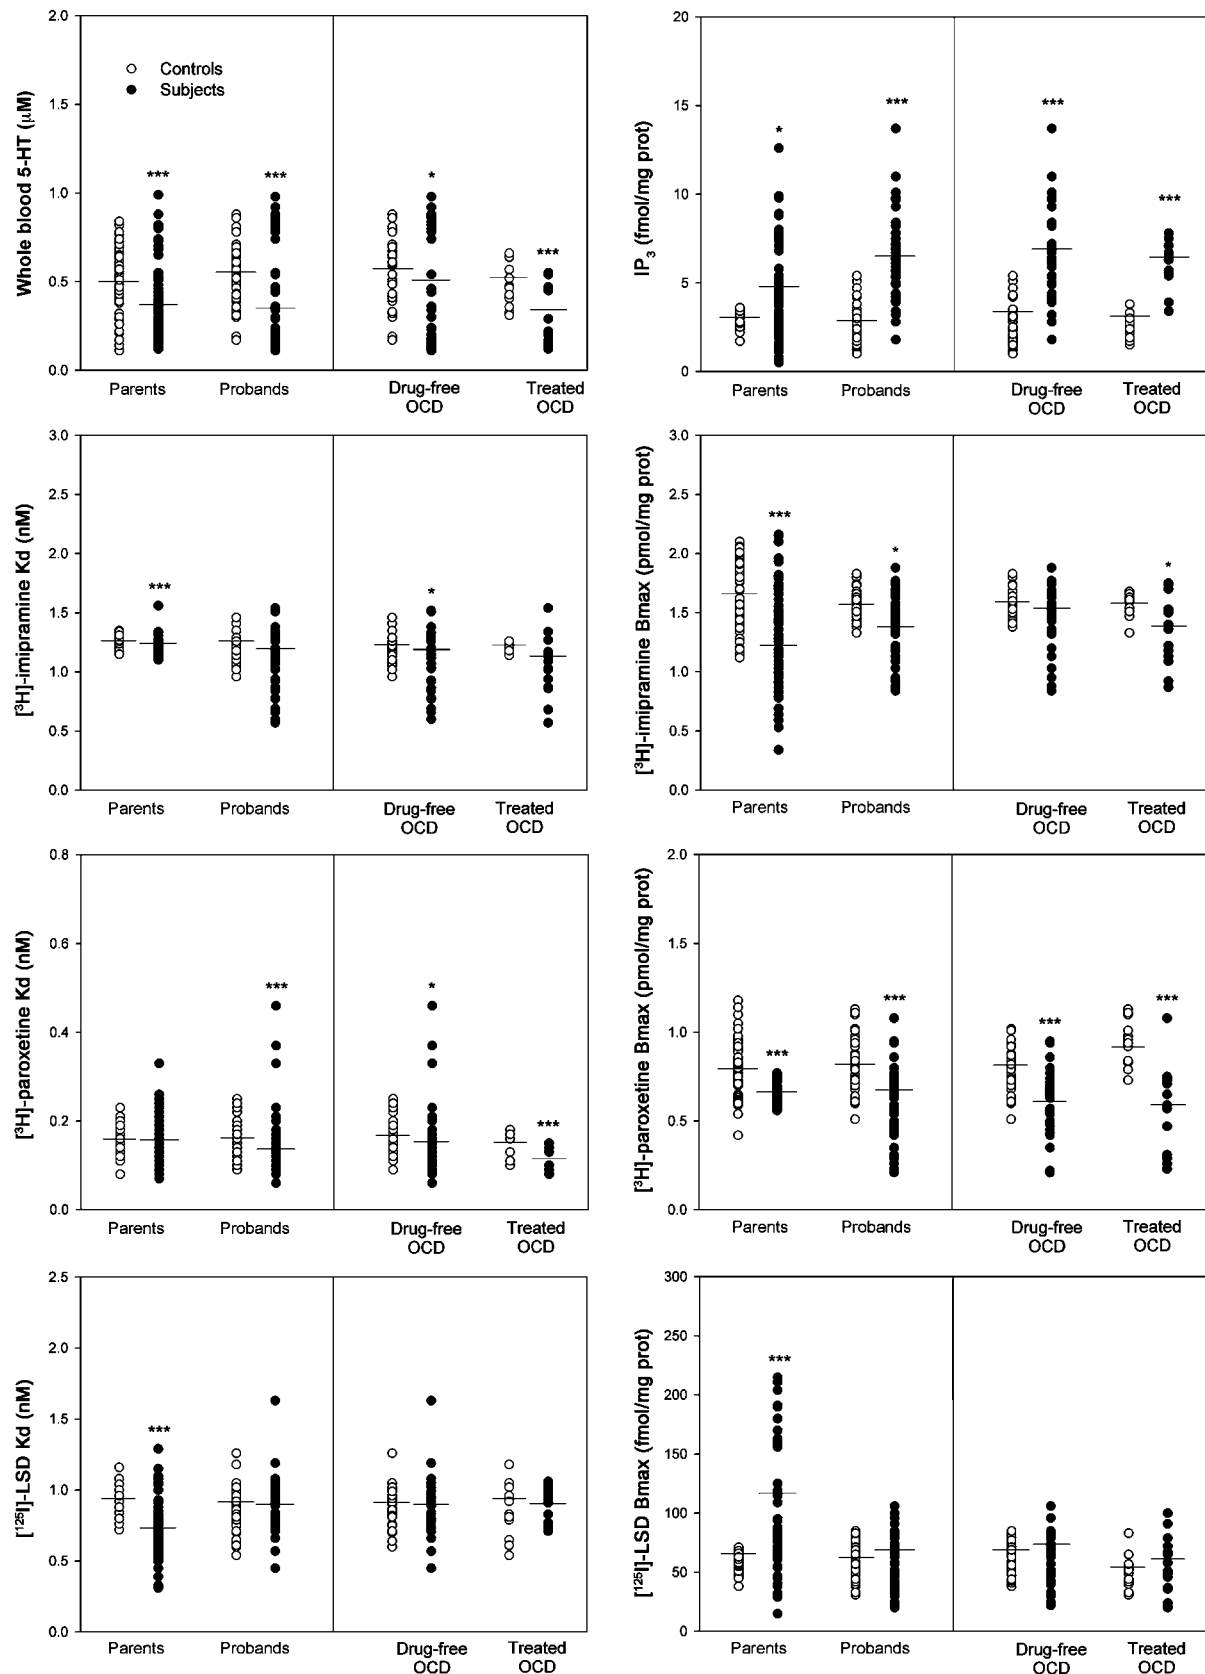 Whole blood 5-HT (μM)
2.0
1.5
1.0
0.5
0.0
Controls
Subjects
***
***
*
***
Parents
Probands
Drug-free
OCD
Treated
OCD
IP3 (fmol/mg prot)
20
15
10
5
0
*
***
***
***
Parents
Probands
Drug-free
OCD
Treated
OCD
[³H]-imipramine Kd (nM)
3.0
2.5
2.0
1.5
1.0
0.5
0.0
***
*
Parents
Probands
Drug-free
OCD
Treated
OCD
[³H]-imipramine Bmax (pmol/mg prot)
3.0
2.5
2.0
1.5
1.0
0.5
0.0
***
*
*
Parents
Probands
Drug-free
OCD
Treated
OCD
[³H]-paroxetine Kd (nM)
0.8
0.6
0.4
0.2
0.0
***
*
***
Parents
Probands
Drug-free
OCD
Treated
OCD
[³H]-paroxetine Bmax (pmol/mg prot)
2.0
1.5
1.0
0.5
0.0
***
***
***
***
Parents
Probands
Drug-free
OCD
Treated
OCD
[¹²⁵I]-LSD Kd (nM)
2.5
2.0
1.5
1.0
0.5
0.0
***
Parents
Probands
Drug-free
OCD
Treated
OCD
[¹²⁵I]-LSD Bmax (fmol/mg prot)
300
250
200
150
100
50
0
***
Parents
Probands
Drug-free
OCD
Treated
OCD